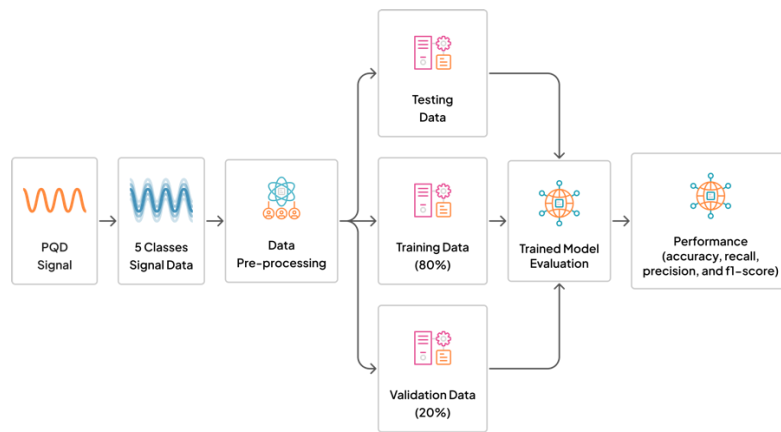 PQD
Signal
5 Classes
Signal Data
Data
Pre-processing
Testing
Data
Training Data
(80%)
Validation Data
(20%)
Trained Model
Evaluation
Performance
(accuracy, recall,
precision, and f1-score)